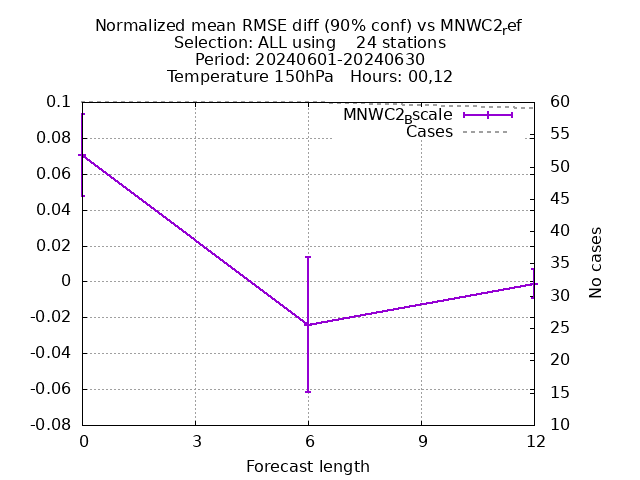 Normalized mean RMSE diff (90% conf) vs MNWC2_ref
Selection: ALL using 24 stations
Period: 20240601-20240630
Temperature 150hPa Hours: 00,12
MNWC2_Bscale
Cases
0.1
0.08
0.06
0.04
0.02
0
-0.02
-0.04
-0.06
-0.08
60
55
50
45
40
35
30
25
20
15
10
No cases
0 3 6 9 12
Forecast length